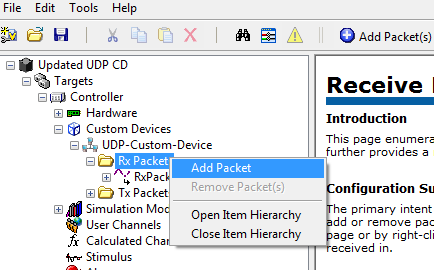 File Edit Tools Help
Add Packet(s)
Updated UDP CD
Targets
Controller
Hardware
Custom Devices
UDP-Custom-Device
Rx Packet
RxPack
Tx Packet
Simulation Mo
User Channels
Calculated Chan
Stimulus
Add Packet
Remove Packet(s)
Open Item Hierarchy
Close Item Hierarchy
Receive
Introduction
This page enumera
further provides a
Configuration Su
The primary intent
add or remove pac
page or by right-cli
received in.